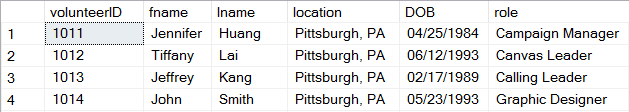 volunteerID fname lname location DOB role
1 1011 Jennifer Huang Pittsburgh, PA 04/25/1984 Campaign Manager
2 1012 Tiffany Lai Pittsburgh, PA 06/12/1993 Canvas Leader
3 1013 Jeffrey Kang Pittsburgh, PA 02/17/1989 Calling Leader
4 1014 John Smith Pittsburgh, PA 05/23/1993 Graphic Designer